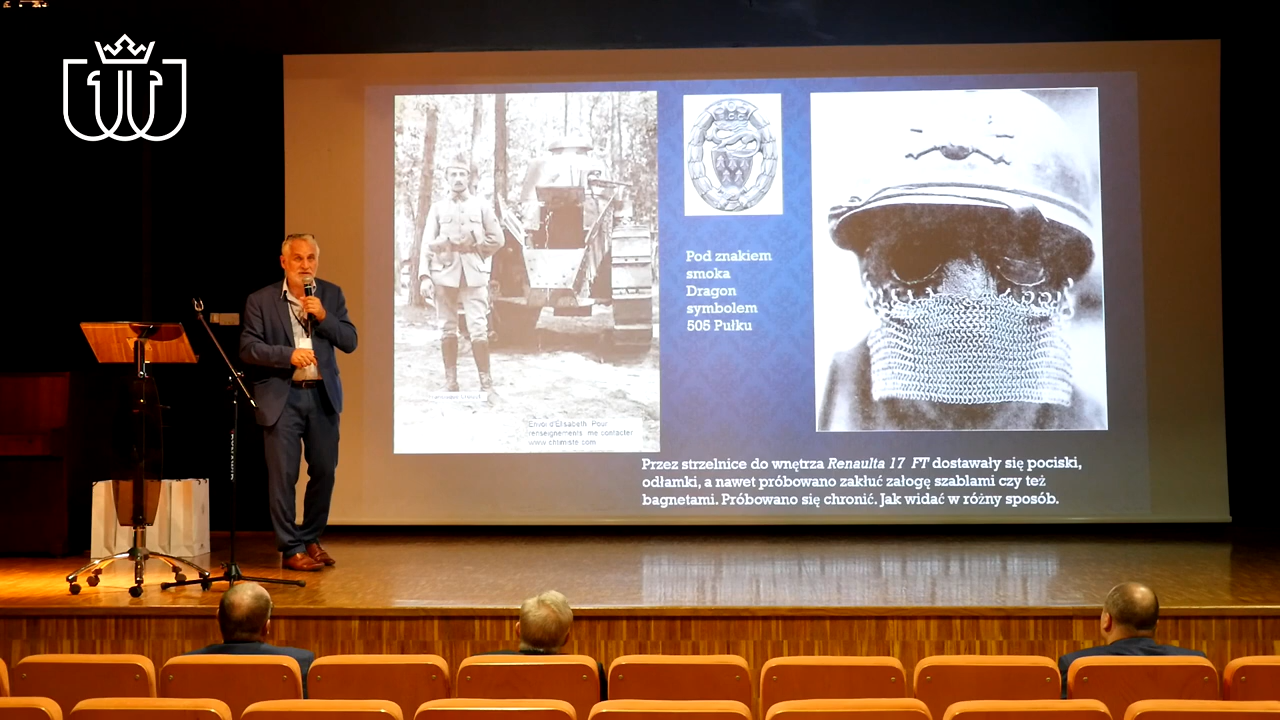 Pod znakiem
smoka
Dragon
symbolem
505 Pułku
Envoi d'Elisabeth. Pour
renseignements, me contacter
www.chtimiste.com
Przez strzelnice do wnętrza Renaulta 17 FT dostawały się pociski,
odłamki, a nawet próbowano zakłuć załogę szablami czy też
bagnetami. Próbowano się chronić. Jak widać w różny sposób.